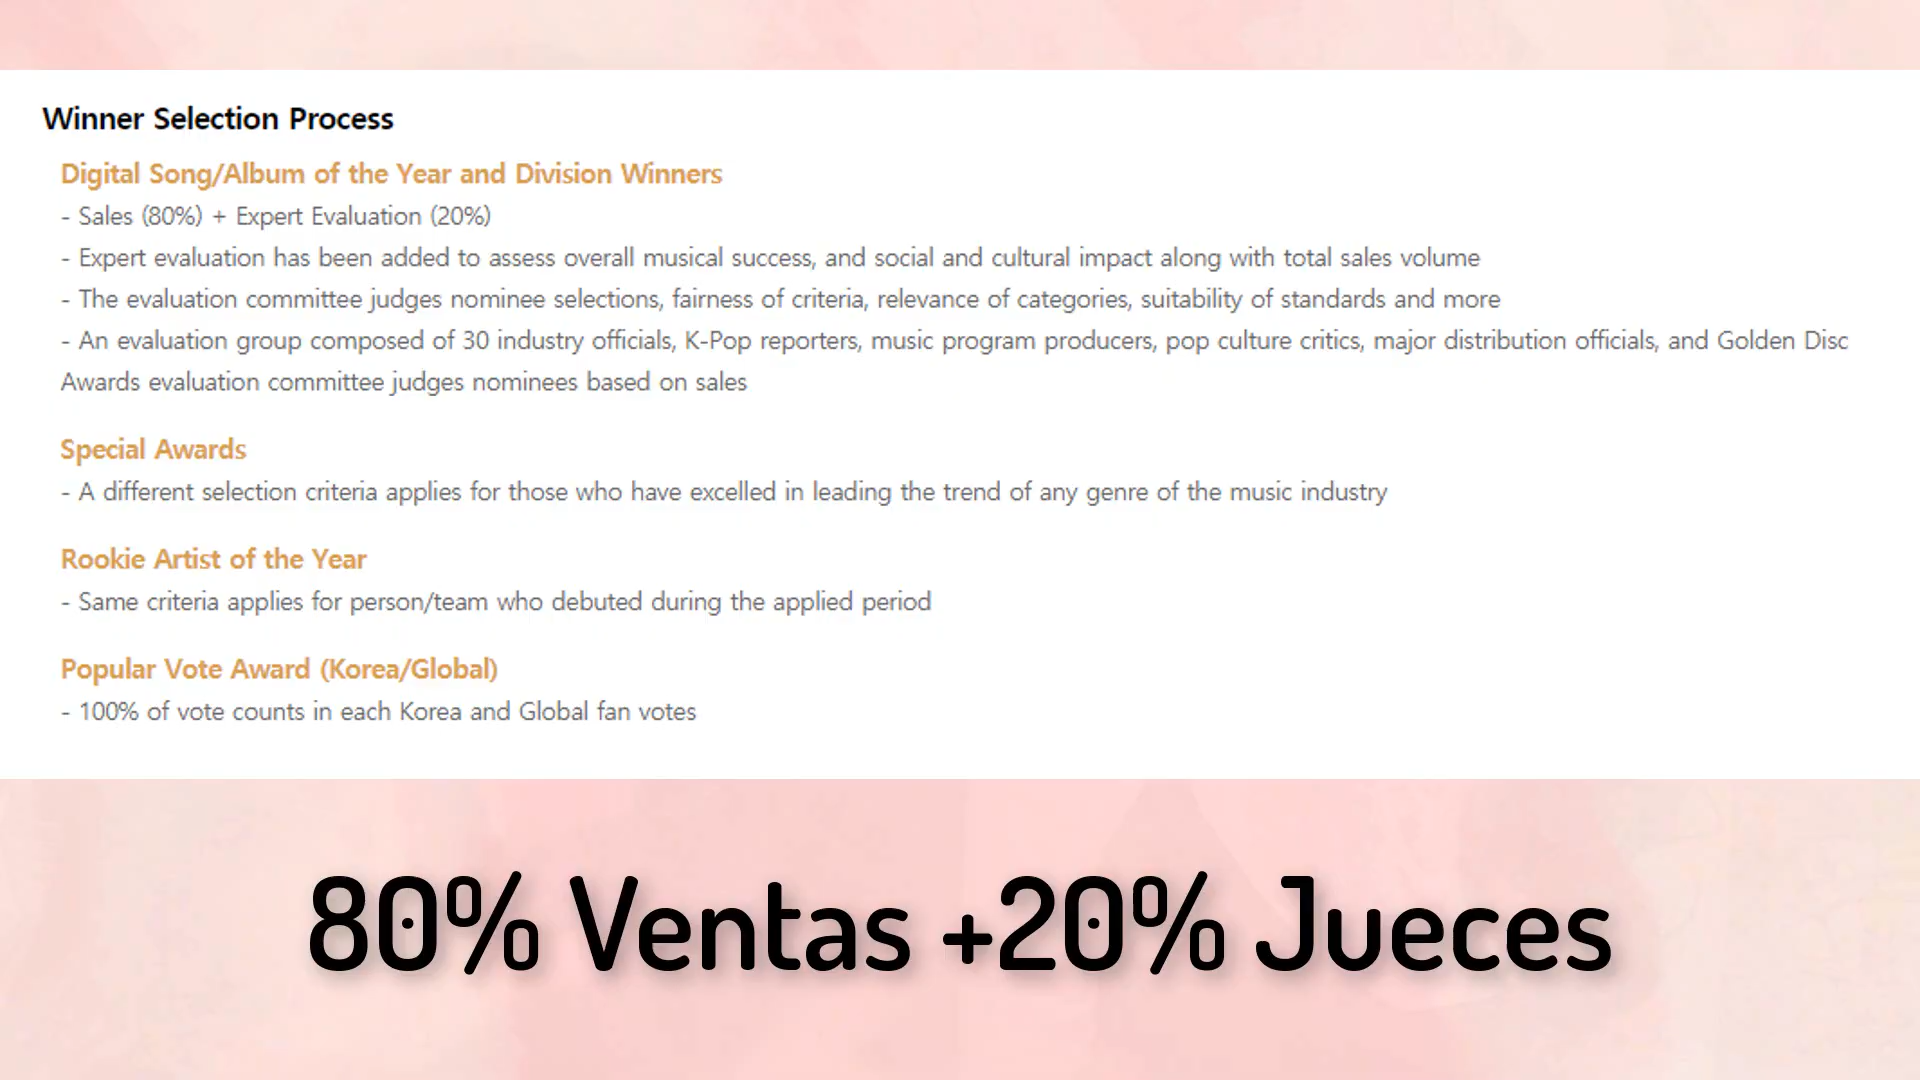 Winner Selection Process
Digital Song/Album of the Year and Division Winners
- Sales (80%) + Expert Evaluation (20%)
- Expert evaluation has been added to assess overall musical success, and social and cultural impact along with total sales volume
- The evaluation committee judges nominee selections, fairness of criteria, relevance of categories, suitability of standards and more
- An evaluation group composed of 30 industry officials, K-Pop reporters, music program producers, pop culture critics, major distribution officials, and Golden Disc
Awards evaluation committee judges nominees based on sales
Special Awards
- A different selection criteria applies for those who have excelled in leading the trend of any genre of the music industry
Rookie Artist of the Year
- Same criteria applies for person/team who debuted during the applied period
Popular Vote Award (Korea/Global)
- 100% of vote counts in each Korea and Global fan votes
80% Ventas +20% Jueces